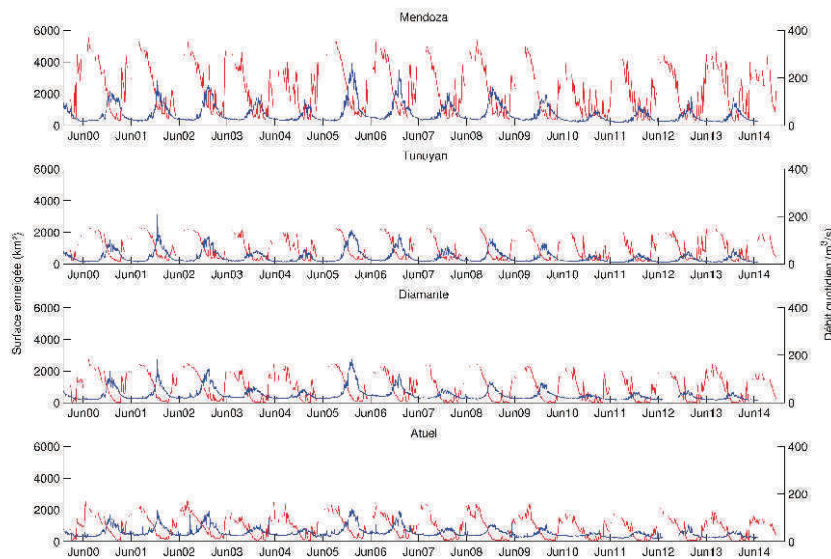 Mendoza
6000
4000
2000
0
400
200
0
Jun00 Jun01 Jun02 Jun03 Jun04 Jun05 Jun06 Jun07 Jun08 Jun09 Jun10 Jun11 Jun12 Jun13 Jun14
Tunuyan
6000
4000
2000
0
400
200
0
Jun00 Jun01 Jun02 Jun03 Jun04 Jun05 Jun06 Jun07 Jun08 Jun09 Jun10 Jun11 Jun12 Jun13 Jun14
Surface enneigée (km²)
Débit quotidien (m³/s)
Diamante
6000
4000
2000
0
400
200
0
Jun00 Jun01 Jun02 Jun03 Jun04 Jun05 Jun06 Jun07 Jun08 Jun09 Jun10 Jun11 Jun12 Jun13 Jun14
Atuel
6000
4000
2000
0
400
200
0
Jun00 Jun01 Jun02 Jun03 Jun04 Jun05 Jun06 Jun07 Jun08 Jun09 Jun10 Jun11 Jun12 Jun13 Jun14